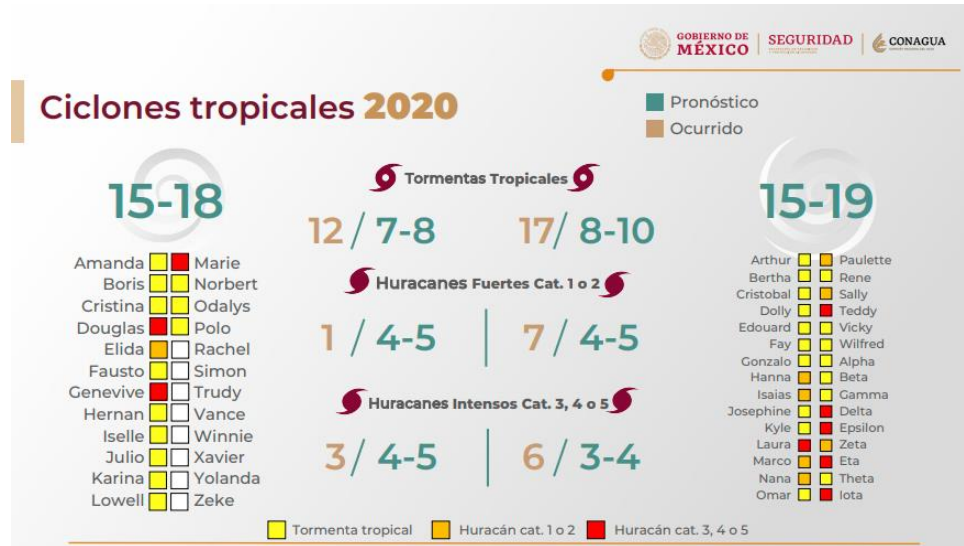 GOBIERNO DE
MÉXICO
SEGURIDAD
CONAGUA
Ciclones tropicales 2020
Pronóstico
Ocurrido
15-18
Amanda Marie
Boris Norbert
Cristina Odalys
Douglas Polo
Elida Rachel
Fausto Simon
Genevive Trudy
Hernan Vance
Iselle Winnie
Julio Xavier
Karina Yolanda
Lowell Zeke
Tormentas Tropicales
12 / 7-8 17/ 8-10
Huracanes Fuertes Cat. 1 o 2
1 / 4-5 7 / 4-5
Huracanes Intensos Cat. 3, 4 o 5
3/ 4-5 6 / 3-4
15-19
Arthur Paulette
Bertha Rene
Cristobal Sally
Dolly Teddy
Edouard Vicky
Fay Wilfred
Gonzalo Alpha
Hanna Beta
Isaias Gamma
Josephine Delta
Kyle Epsilon
Laura Zeta
Marco Eta
Nana Theta
Omar Iota
Tormenta tropical Huracán cat. 1 o 2 Huracán cat. 3, 4 o 5